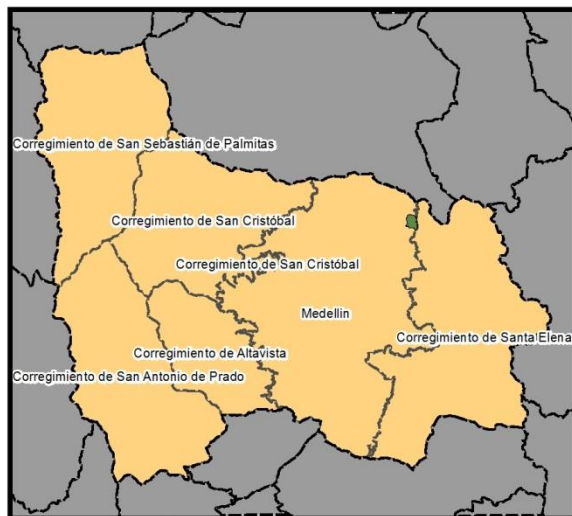 Corregimiento de San Sebastián de Palmitas
Corregimiento de San Cristóbal
Corregimiento de San Cristóbal
Medellin
Corregimiento de Santa Elena
Corregimiento de Altavista
Corregimiento de San Antonio de Prado